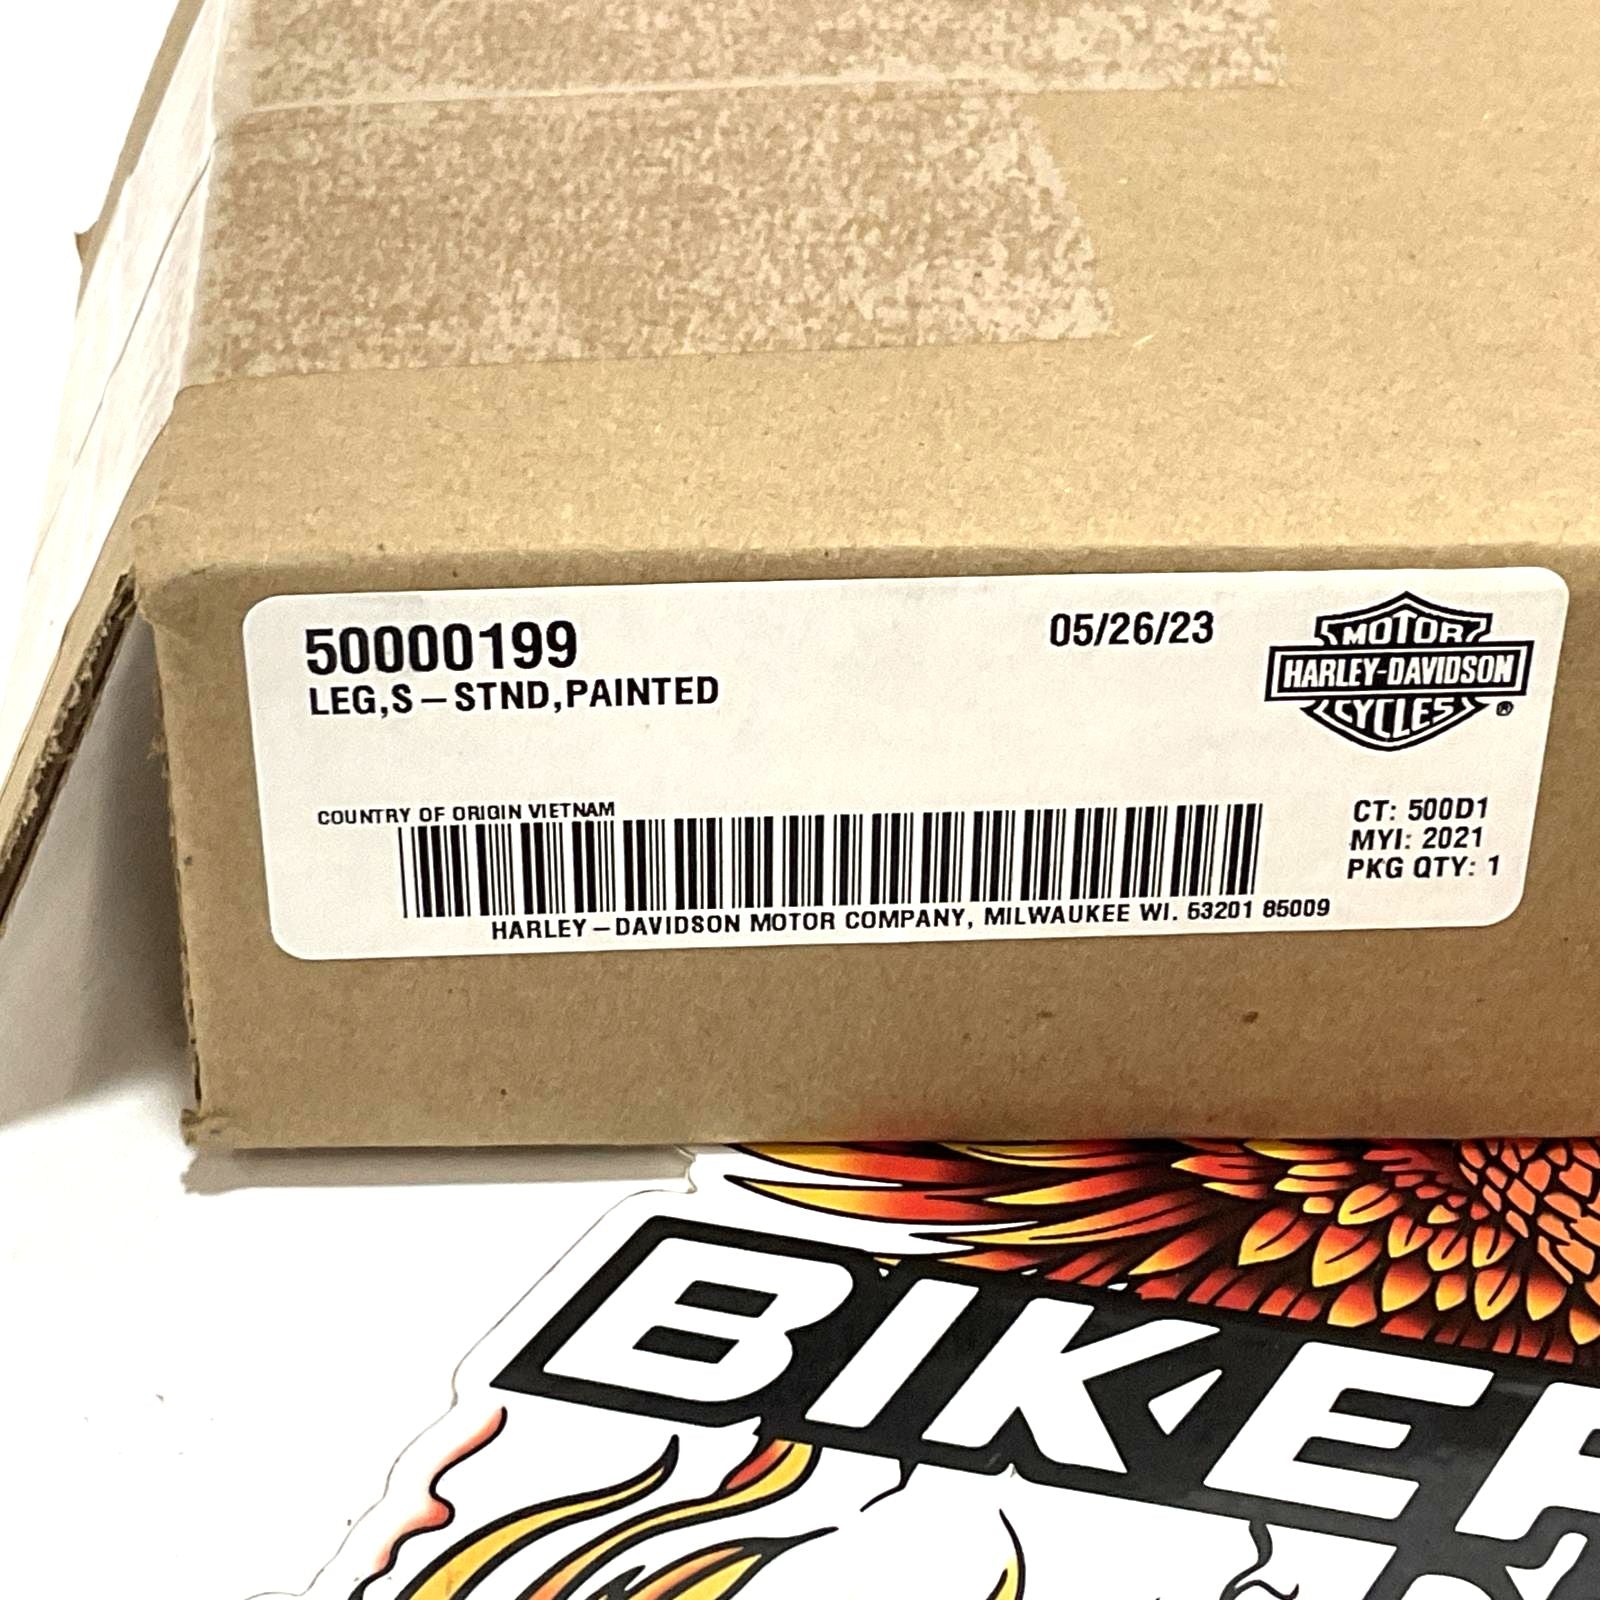 50000199
LEG,S-STND,PAINTED
05/26/23
MOTOR
HARLEY-DAVIDSON
CYCLES
®
COUNTRY OF ORIGIN VIETNAM
CT: 500D1
MYI: 2021
PKG QTY: 1
HARLEY-DAVIDSON MOTOR COMPANY, MILWAUKEE WI. 53201 85009